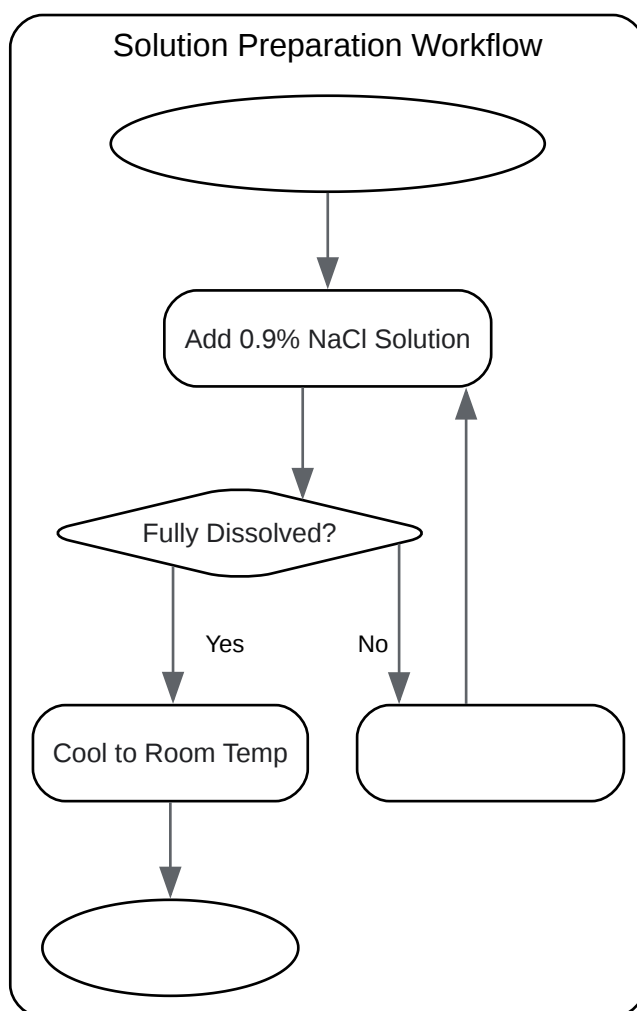 Solution Preparation Workflow
Add 0.9% NaCl Solution
Fully Dissolved?
Yes
No
Cool to Room Temp